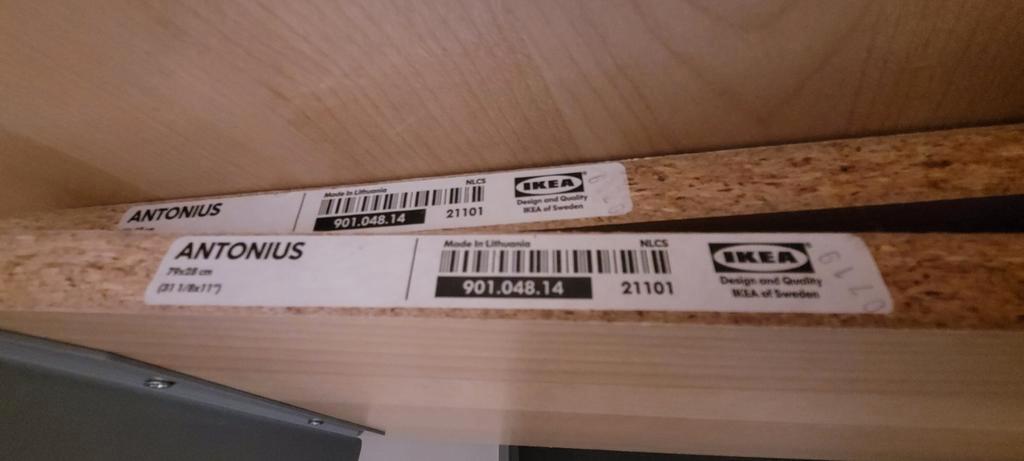 ANTONIUS
Made in Lithuania NLCS
901.048.14 21101
IKEA
Design and Quality
IKEA of Sweden
ANTONIUS
79x28 cm
(31 1/8x11")
Made in Lithuania NLCS
901.048.14 21101
IKEA®
Design and Quality
IKEA of Sweden